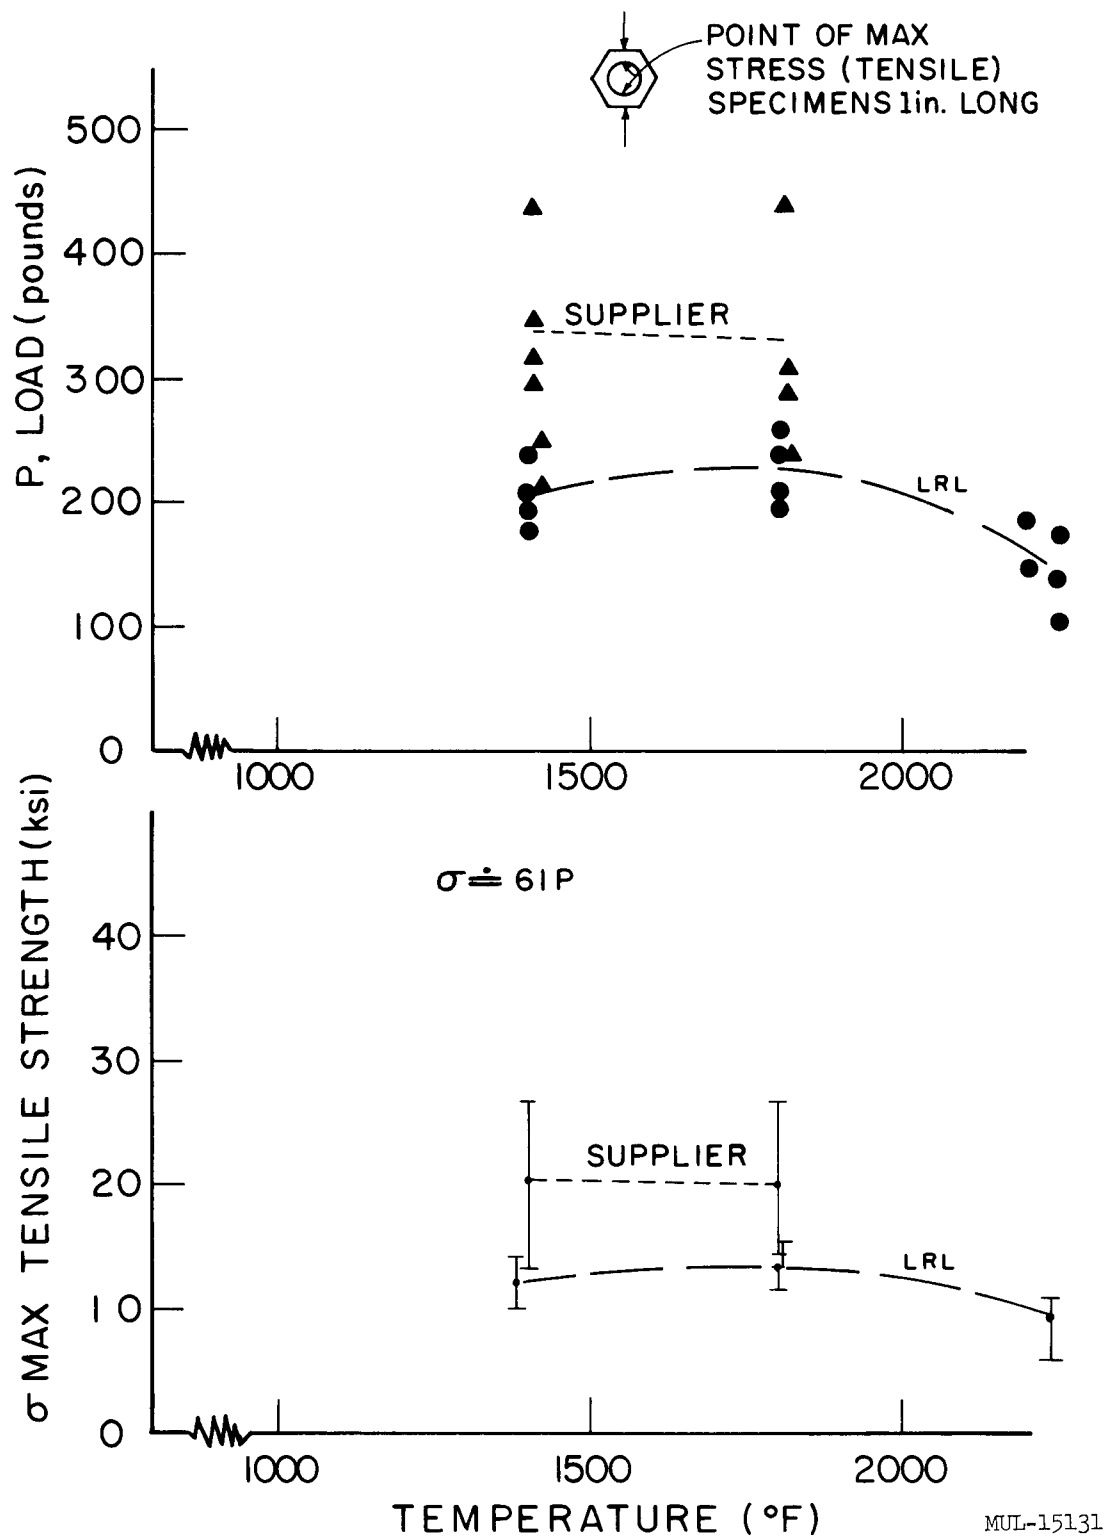 POINT OF MAX
STRESS (TENSILE)
SPECIMENS 1in. LONG
P, LOAD (pounds)
500
400
300
200
100
0
SUPPLIER
LRL
1000
1500
2000
σ MAX TENSILE STRENGTH (ksi)
σ ≐ 61P
40
30
20
10
0
SUPPLIER
LRL
1000
1500
2000
TEMPERATURE (°F)
MUL-15131